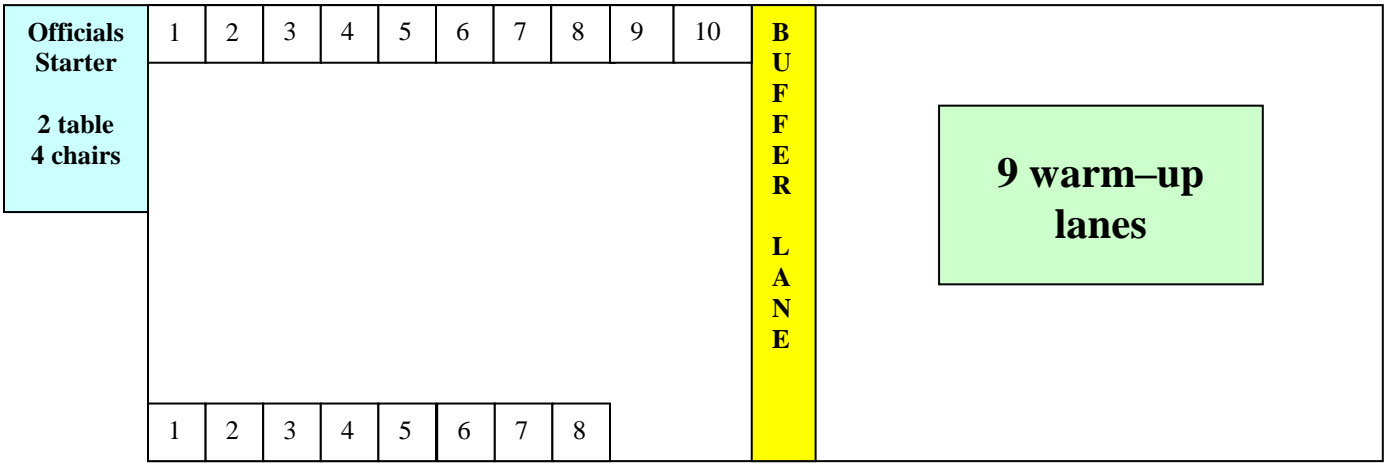 Officials
Starter
2 table
4 chairs
1 2 3 4 5 6 7 8 9 10
B
U
F
F
E
R
L
A
N
E
9 warm–up
lanes
1 2 3 4 5 6 7 8